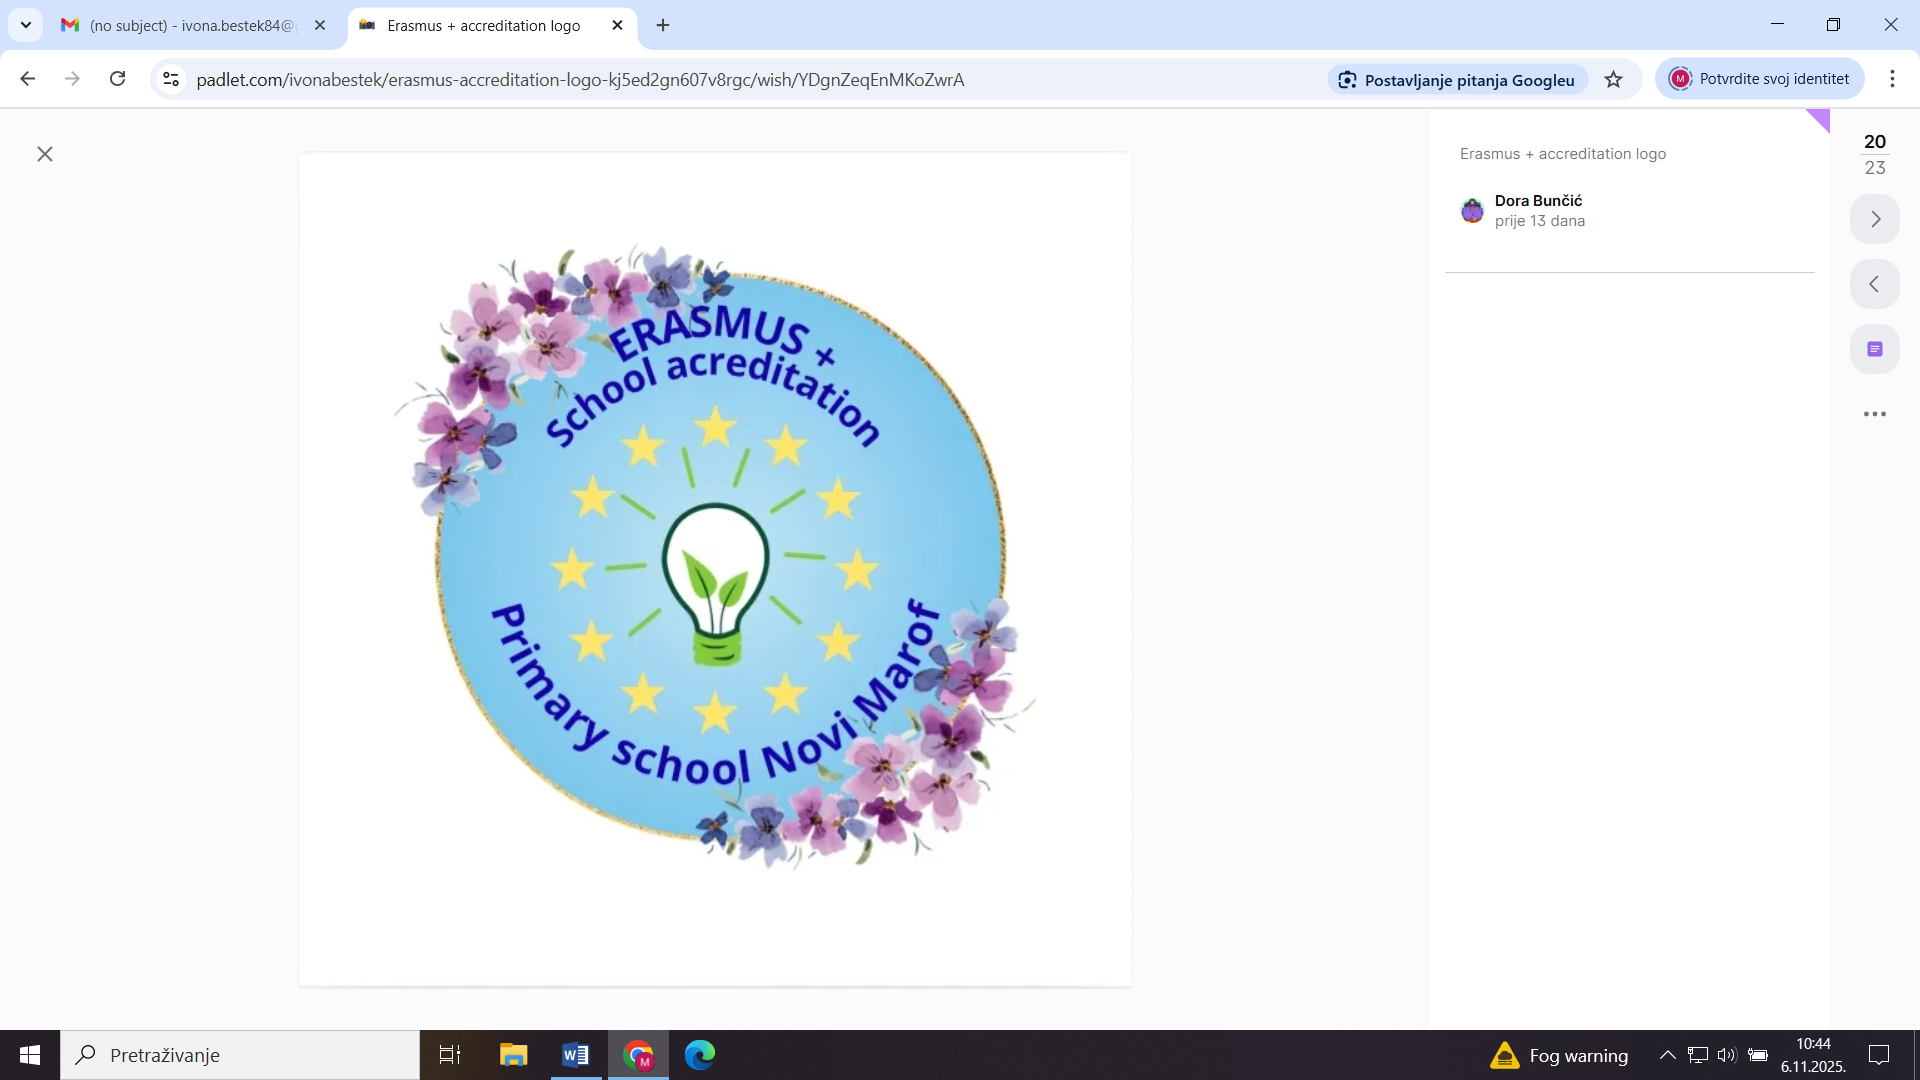 (no subject) - ivona.bestek84@g
Erasmus + accreditation logo
padlet.com/ivonabestek/erasmus-accreditation-logo-kj5ed2gn607v8rgc/wish/YDgnZeqEnMKoZwrA
Postavljanje pitanja Googleu
M
Potvrdite svoj identitet
Erasmus + accreditation logo
Dora Bunčić
prije 13 dana
20
23
ERASMUS +
School acreditation
Primary school Novi Marof
Pretraživanje
W
M
Fog warning
10:44
6.11.2025.